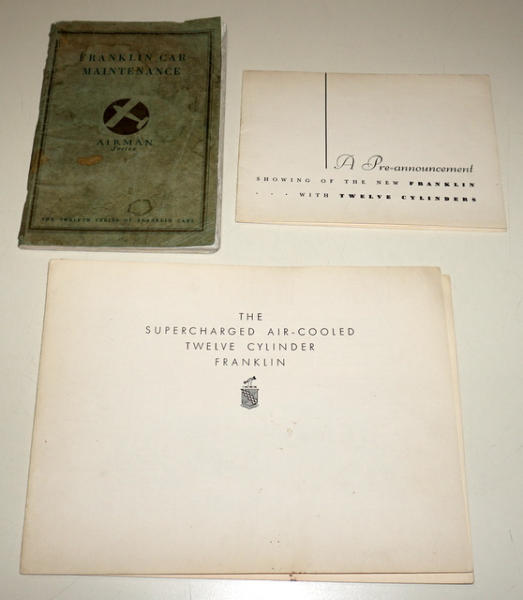 FRANKLIN CAR
MAINTENANCE
AIRMAN
Series
THE TWELFTH SERIES OF FRANKLIN CARS
A Pre-announcement
SHOWING OF THE NEW FRANKLIN
. . . WITH TWELVE CYLINDERS
THE
SUPERCHARGED AIR-COOLED
TWELVE CYLINDER
FRANKLIN